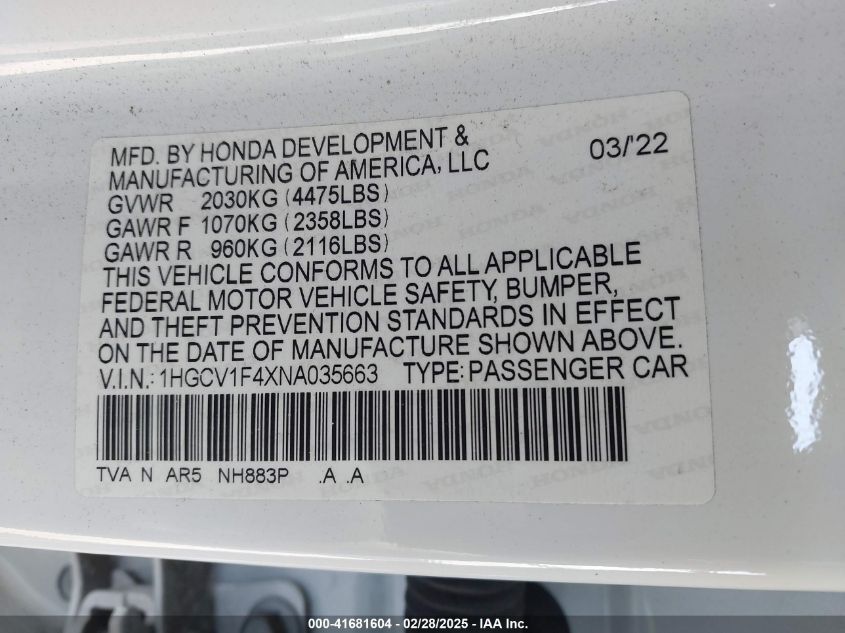 MFD. BY HONDA DEVELOPMENT &
MANUFACTURING OF AMERICA, LLC 03/'22
GVWR 2030KG (4475LBS)
GAWR F 1070KG (2358LBS)
GAWR R 960KG (2116LBS)
THIS VEHICLE CONFORMS TO ALL APPLICABLE
FEDERAL MOTOR VEHICLE SAFETY, BUMPER,
AND THEFT PREVENTION STANDARDS IN EFFECT
ON THE DATE OF MANUFACTURE SHOWN ABOVE.
V.I.N.: 1HGCV1F4XNA035663 TYPE: PASSENGER CAR
TVA N AR5 NH883P .A .A
000-41681604 | 02/28/2025 - IAA Inc.